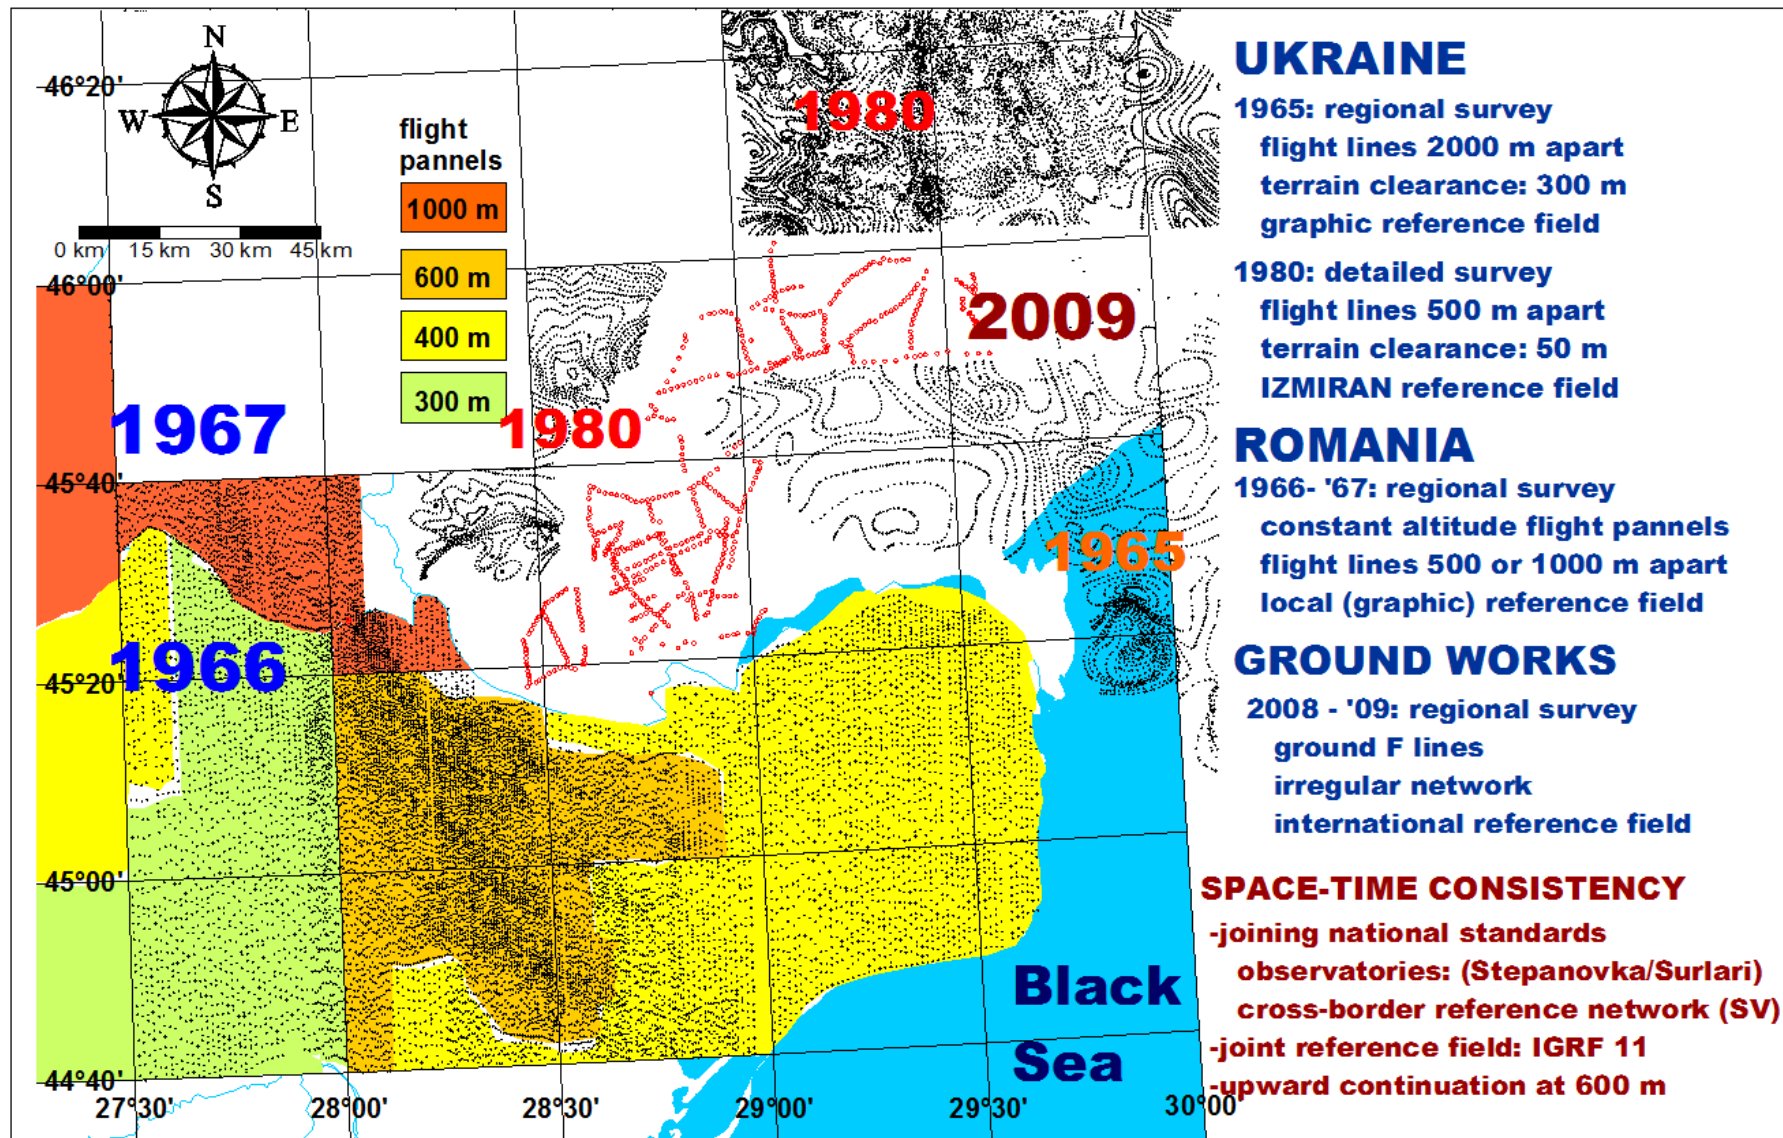 N
W
E
S
0 km 15 km 30 km 45 km
flight
pannels
1000 m
600 m
400 m
300 m
46°20'
46°00'
45°40'
45°20'
45°00'
44°40'
27°30' 28°00' 28°30' 29°00' 29°30' 30°00'
1980
2009
1967
1980
1965
1966
Black
Sea
UKRAINE
1965: regional survey
flight lines 2000 m apart
terrain clearance: 300 m
graphic reference field
1980: detailed survey
flight lines 500 m apart
terrain clearance: 50 m
IZMIRAN reference field
ROMANIA
1966- '67: regional survey
constant altitude flight pannels
flight lines 500 or 1000 m apart
local (graphic) reference field
GROUND WORKS
2008 - '09: regional survey
ground F lines
irregular network
international reference field
SPACE-TIME CONSISTENCY
-joining national standards
observatories: (Stepanovka/Surlari)
cross-border reference network (SV)
-joint reference field: IGRF 11
-upward continuation at 600 m